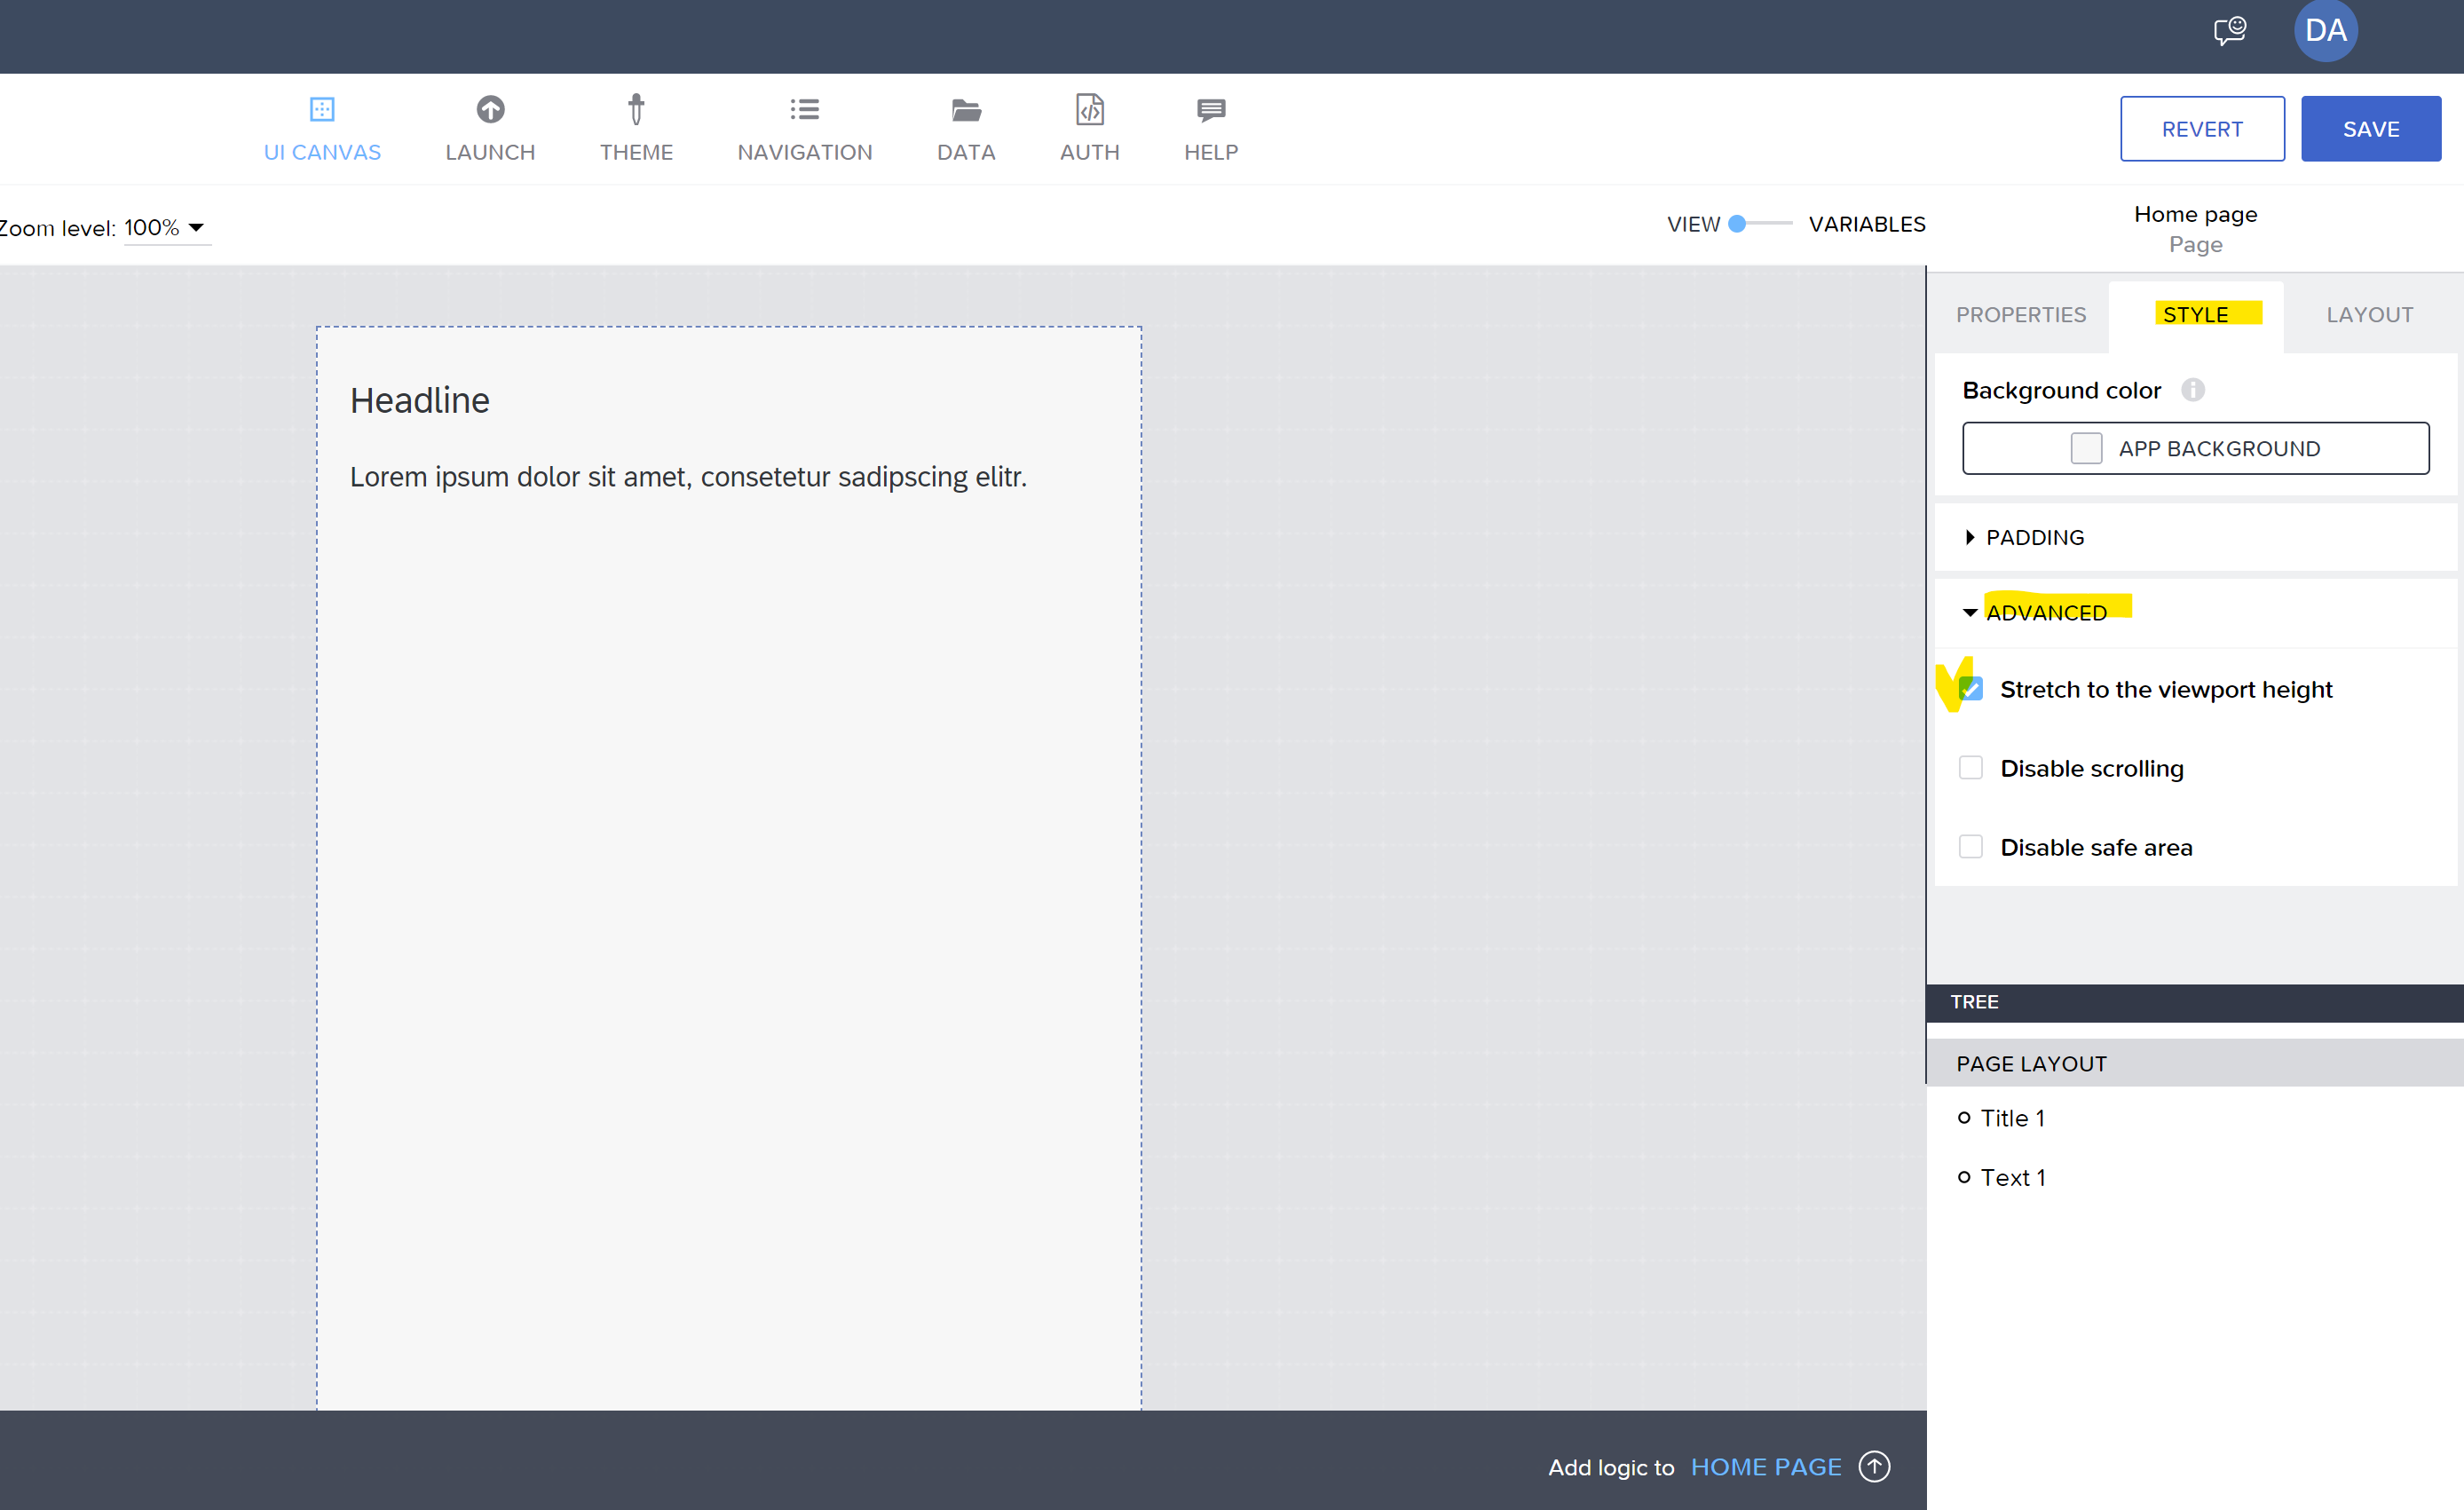 DA
UI CANVAS LAUNCH THEME NAVIGATION DATA AUTH HELP
REVERT SAVE
Zoom level: 100%
VIEW VARIABLES
Home page
Page
PROPERTIES STYLE LAYOUT
Headline
Lorem ipsum dolor sit amet, consetetur sadipscing elitr.
Background color
APP BACKGROUND
PADDING
ADVANCED
Stretch to the viewport height
Disable scrolling
Disable safe area
TREE
PAGE LAYOUT
Title 1
Text 1
Add logic to HOME PAGE